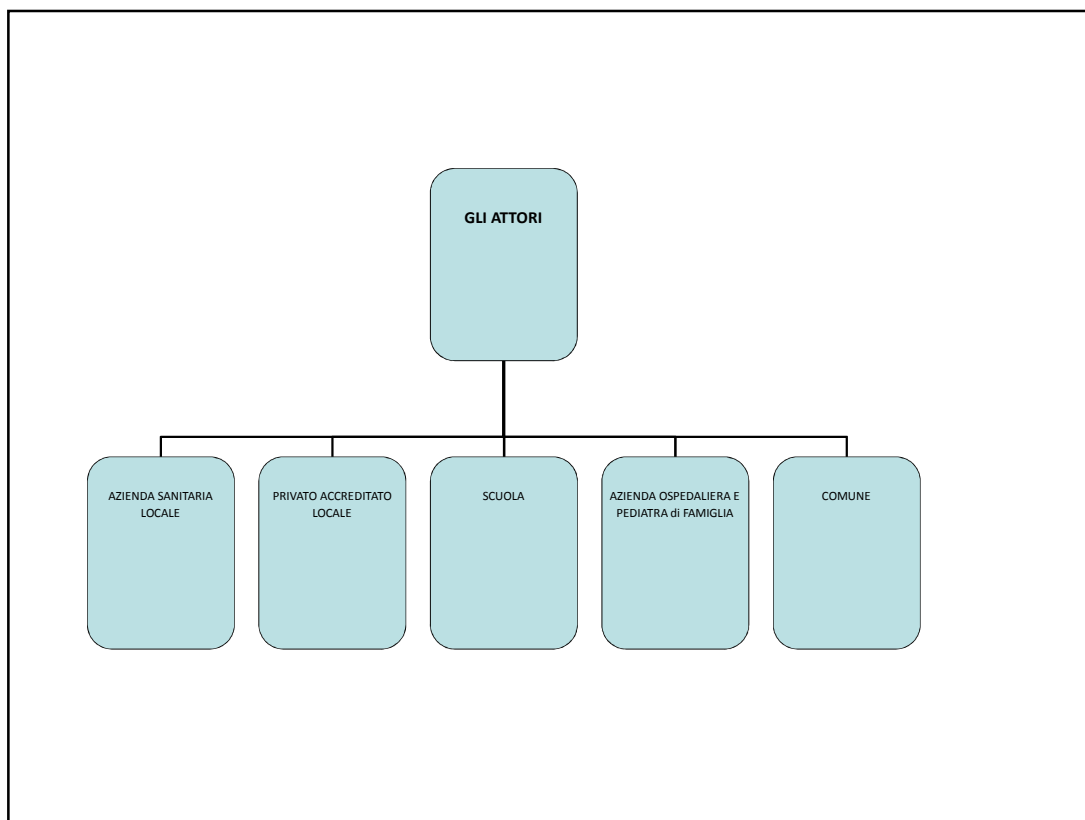 GLI ATTORI
AZIENDA SANITARIA
LOCALE
PRIVATO ACCREDITATO
LOCALE
SCUOLA
AZIENDA OSPEDALIERA E
PEDIATRA di FAMIGLIA
COMUNE